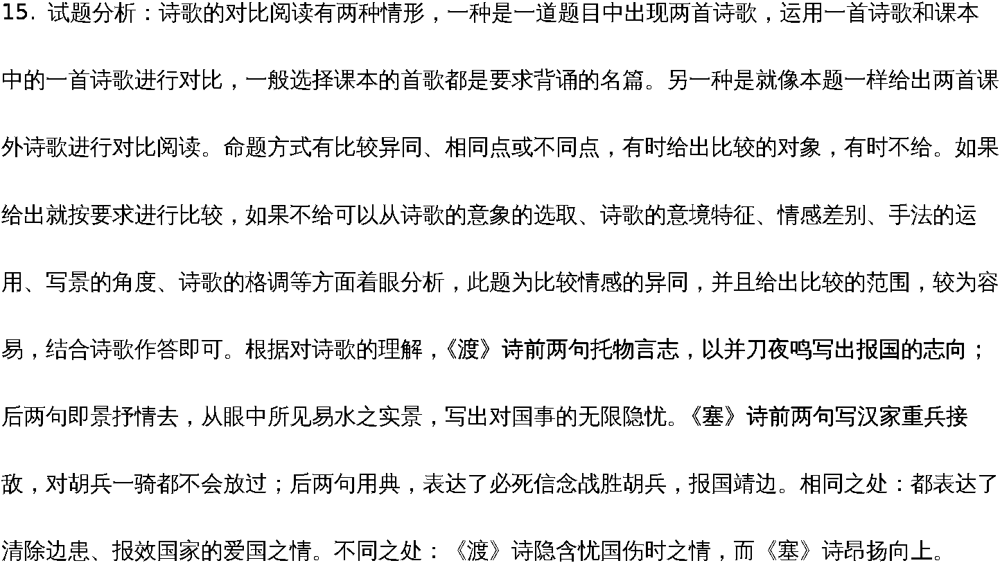 15. 试题分析：诗歌的对比阅读有两种情形，一种是一道题目中出现两首诗歌，运用一首诗歌和课本
中的一首诗歌进行对比，一般选择课本的首歌都是要求背诵的名篇。另一种是就像本题一样给出两首课
外诗歌进行对比阅读。命题方式有比较异同、相同点或不同点，有时给出比较的对象，有时不给。如果
给出就按要求进行比较，如果不给可以从诗歌的意象的选取、诗歌的意境特征、情感差别、手法的运
用、写景的角度、诗歌的格调等方面着眼分析，此题为比较情感的异同，并且给出比较的范围，较为容
易，结合诗歌作答即可。根据对诗歌的理解，《渡》诗前两句托物言志，以并刀夜鸣写出报国的志向；
后两句即景抒情去，从眼中所见易水之实景，写出对国事的无限隐忧。《塞》诗前两句写汉家重兵接
敌，对胡兵一骑都不会放过；后两句用典，表达了必死信念战胜胡兵，报国靖边。相同之处：都表达了
清除边患、报效国家的爱国之情。不同之处：《渡》诗隐含忧国伤时之情，而《塞》诗昂扬向上。